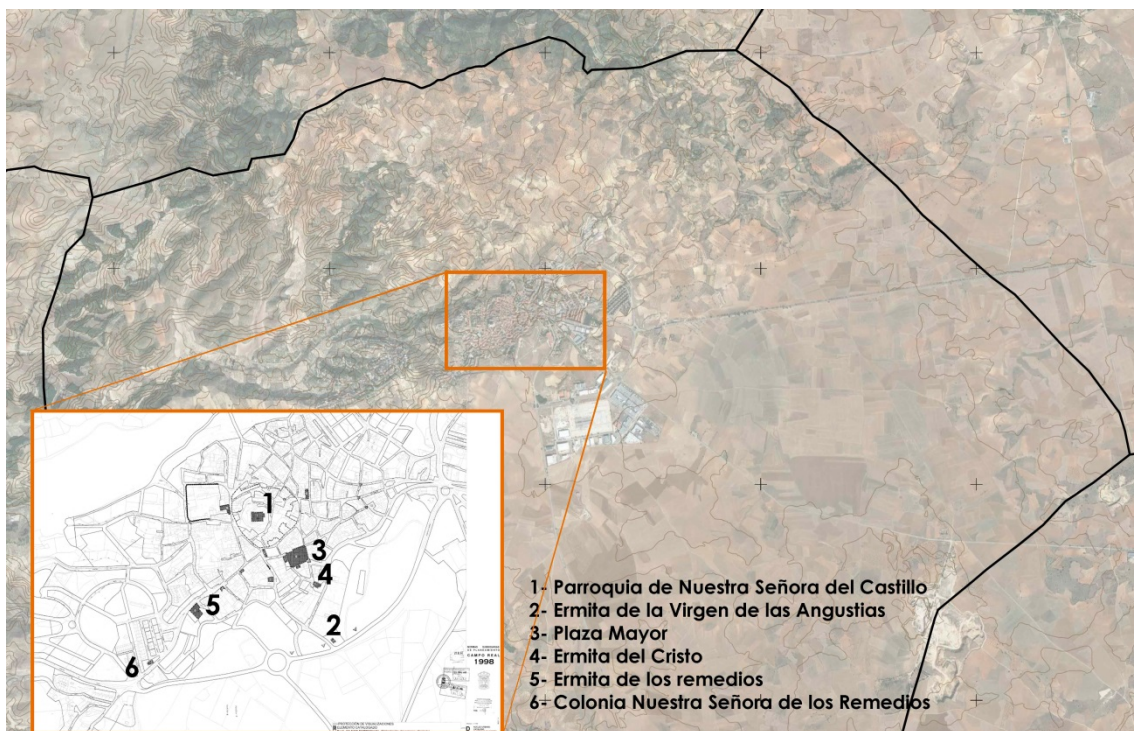 1
3
4
5
2
6
CAMPO REAL
1998
1- Parroquia de Nuestra Señora del Castillo
2- Ermita de la Virgen de las Angustias
3- Plaza Mayor
4- Ermita del Cristo
5- Ermita de los remedios
6- Colonia Nuestra Señora de los Remedios